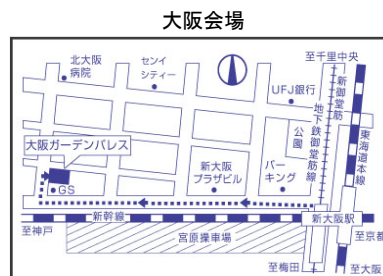 大阪会場
至千里中央
北大阪
病院
センイ
シティー
UFJ銀行
新御堂筋
地下鉄御堂筋線
東海道本線
公園
大阪ガーデンパレス
GS
新大阪
プラザビル
パー
キング
新幹線
新大阪駅
至神戸
宮原操車場
至京都
至梅田
至大阪